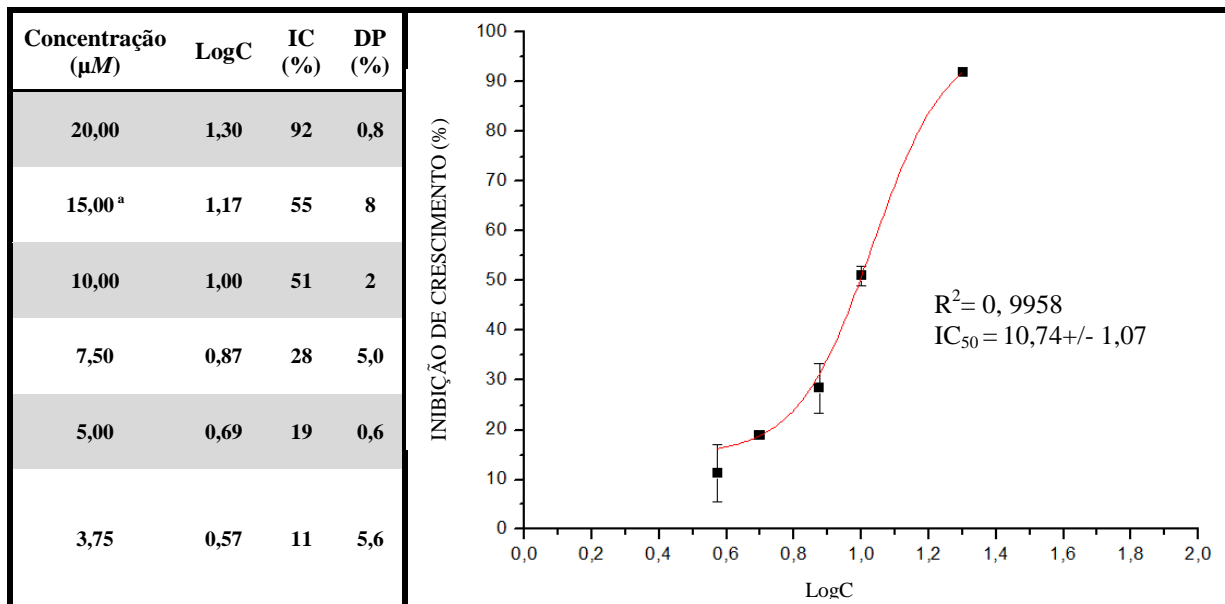 Concentração (µM) LogC IC (%) DP (%)
20,00 1,30 92 0,8
15,00 a 1,17 55 8
10,00 1,00 51 2
7,50 0,87 28 5,0
5,00 0,69 19 0,6
3,75 0,57 11 5,6
INIBIÇÃO DE CRESCIMENTO (%)
100
90
80
70
60
50
40
30
20
10
0
R2= 0, 9958
IC50 = 10,74+/- 1,07
0,0 0,2 0,4 0,6 0,8 1,0 1,2 1,4 1,6 1,8 2,0
LogC